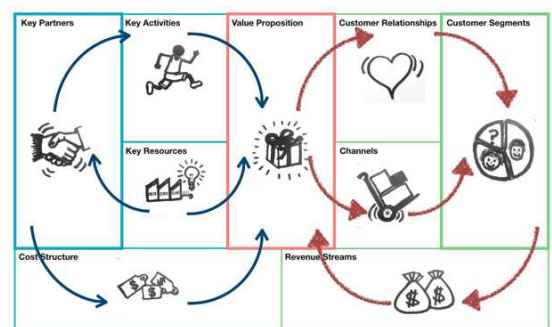 Key Partners
Key Activities
Value Proposition
Customer Relationships
Customer Segments
Key Resources
Channels
Cost Structure
Revenue Streams
?
$
$
$
$
$